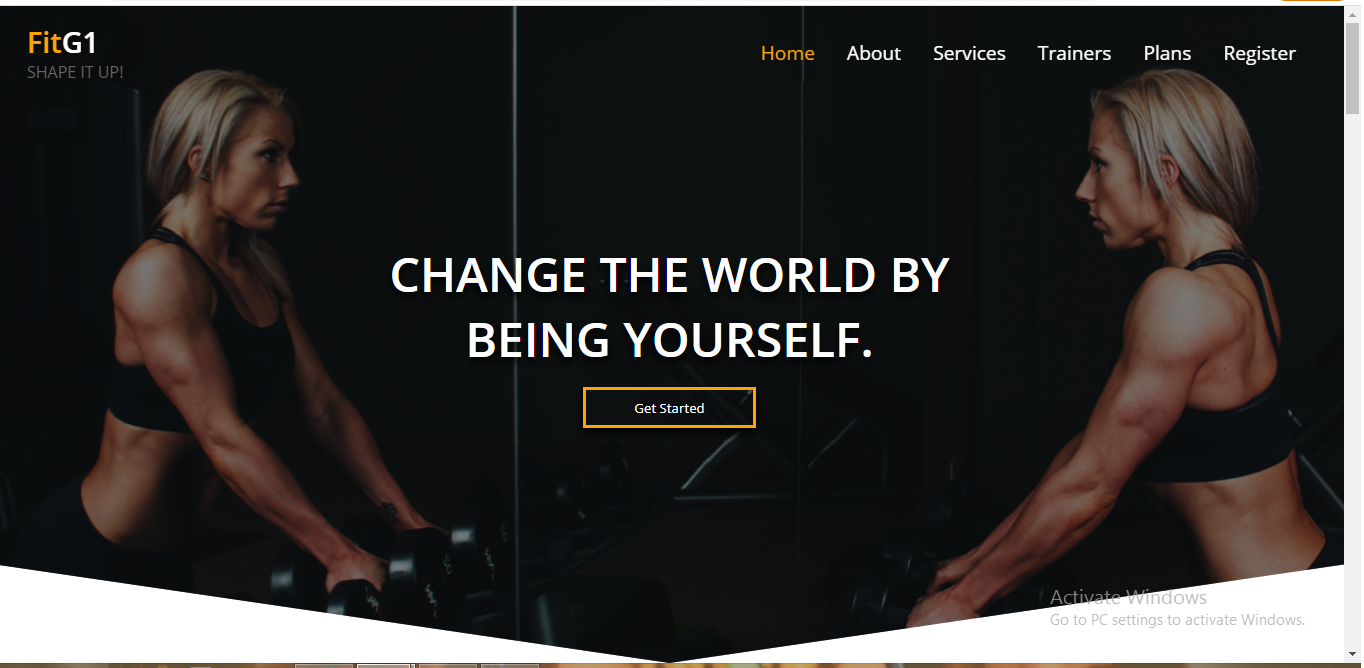 FitG1
SHAPE IT UP!
Home About Services Trainers Plans Register
CHANGE THE WORLD BY
BEING YOURSELF.
Get Started
Activate Windows
Go to PC settings to activate Windows.